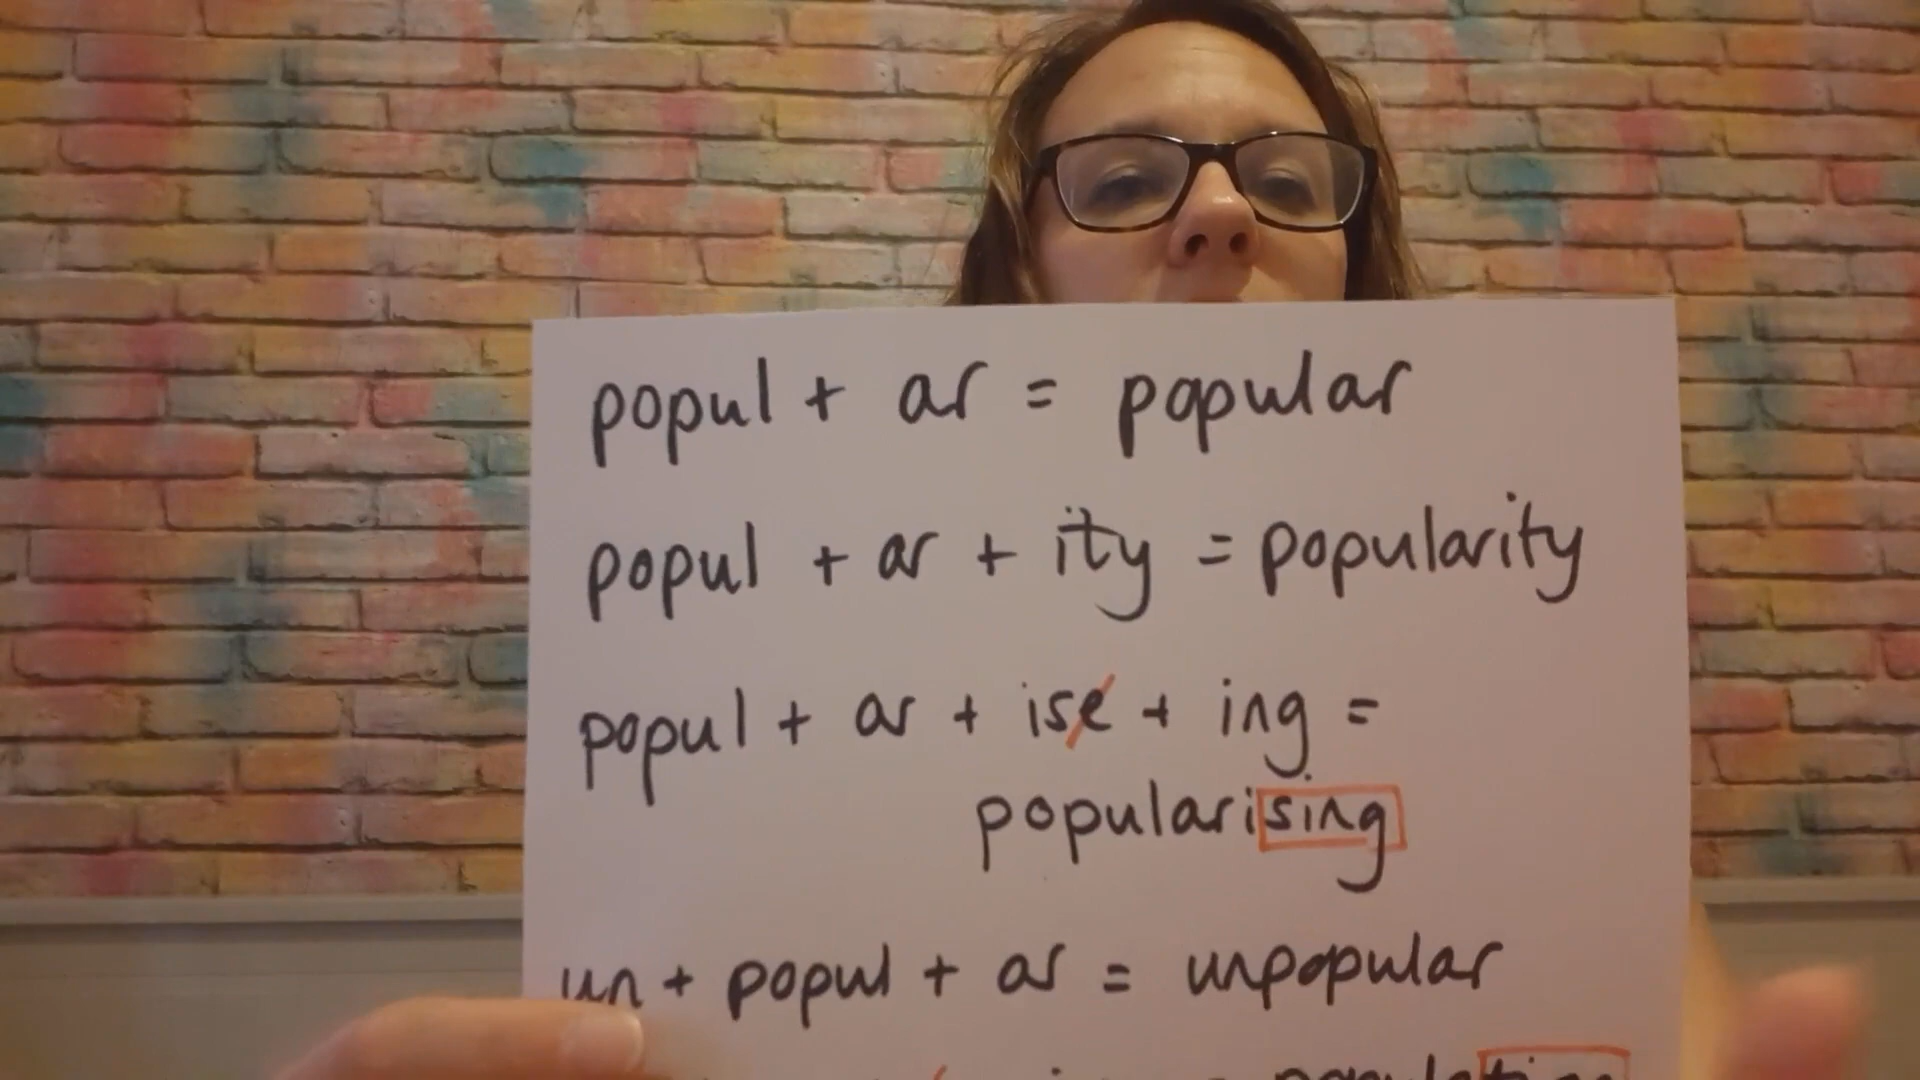 popul + ar = popular
popul + ar + ity = popularity
popul + ar + ise + ing =
popularising
un + popul + ar = unpopular